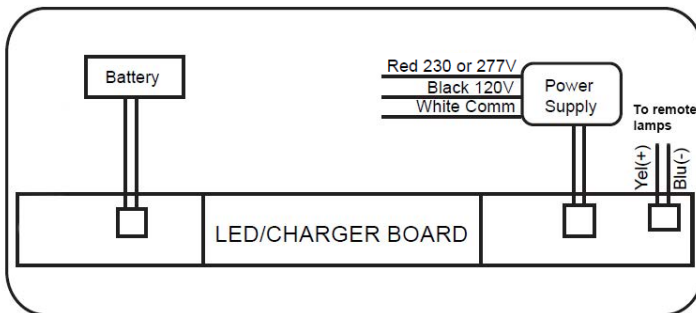 Battery
Red 230 or 277V
Black 120V
White Comm
Power
Supply
To remote
lamps
Yel(+)
Blu(-)
LED/CHARGER BOARD